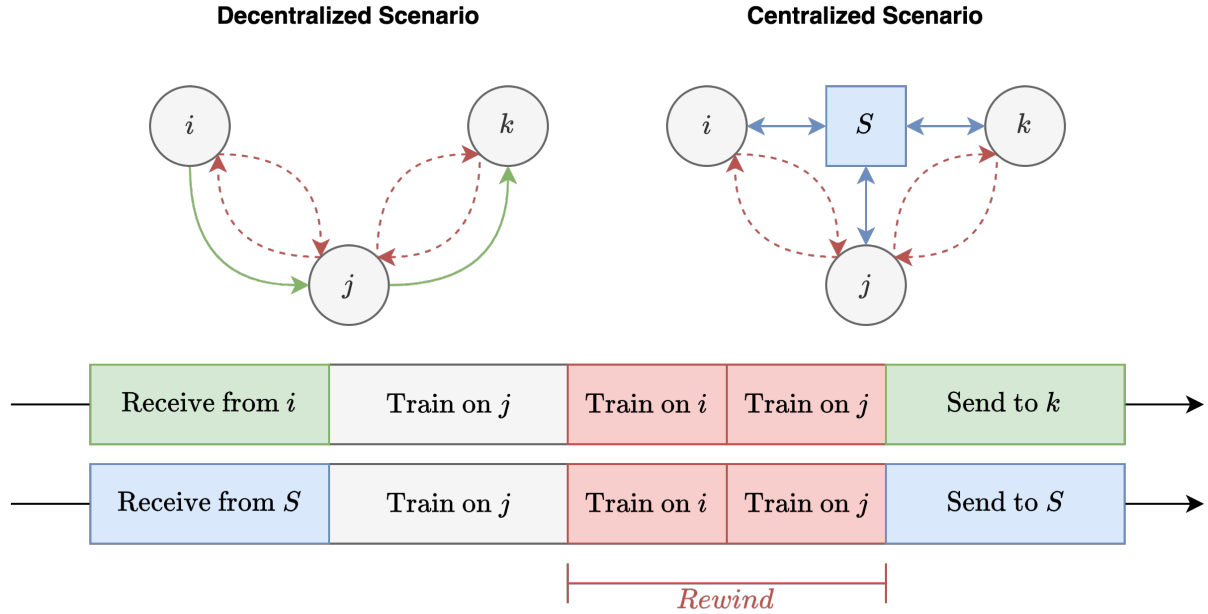 Decentralized Scenario
Centralized Scenario
i
k
j
i
S
k
j
Receive from i
Train on j
Train on i
Train on j
Send to k
Receive from S
Train on j
Train on i
Train on j
Send to S
Rewind